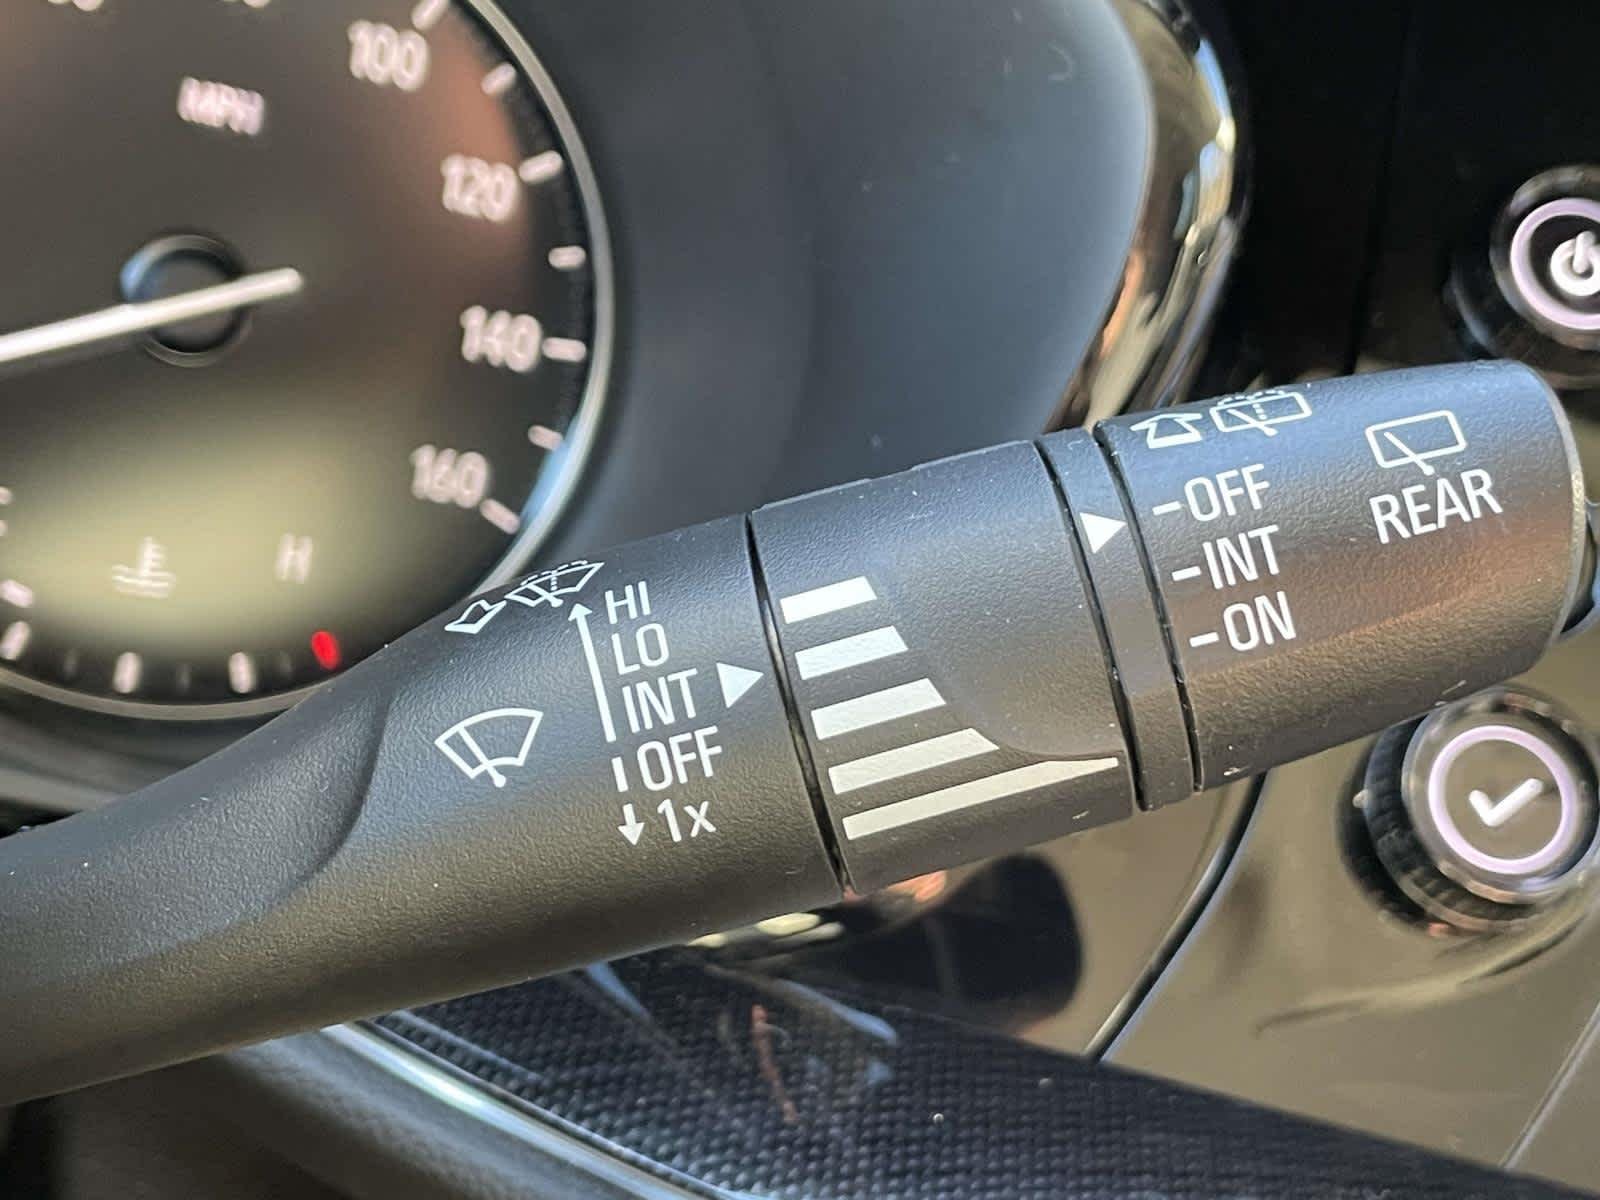 100
MPH
120
140
160
H
HI
LO
INT
OFF
1x
-OFF
-INT
-ON
REAR